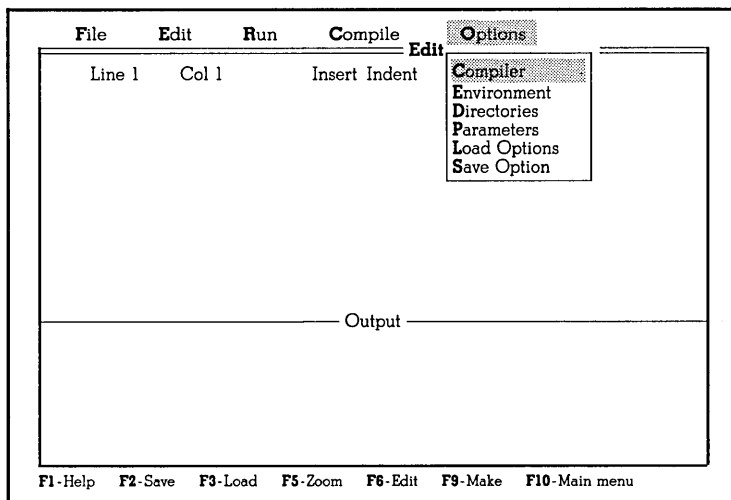 File Edit Run Compile Options
Edit
Line 1 Col 1 Insert Indent
Compiler
Environment
Directories
Parameters
Load Options
Save Option
Output
F1-Help F2-Save F3-Load F5-Zoom F6-Edit F9-Make F10-Main menu